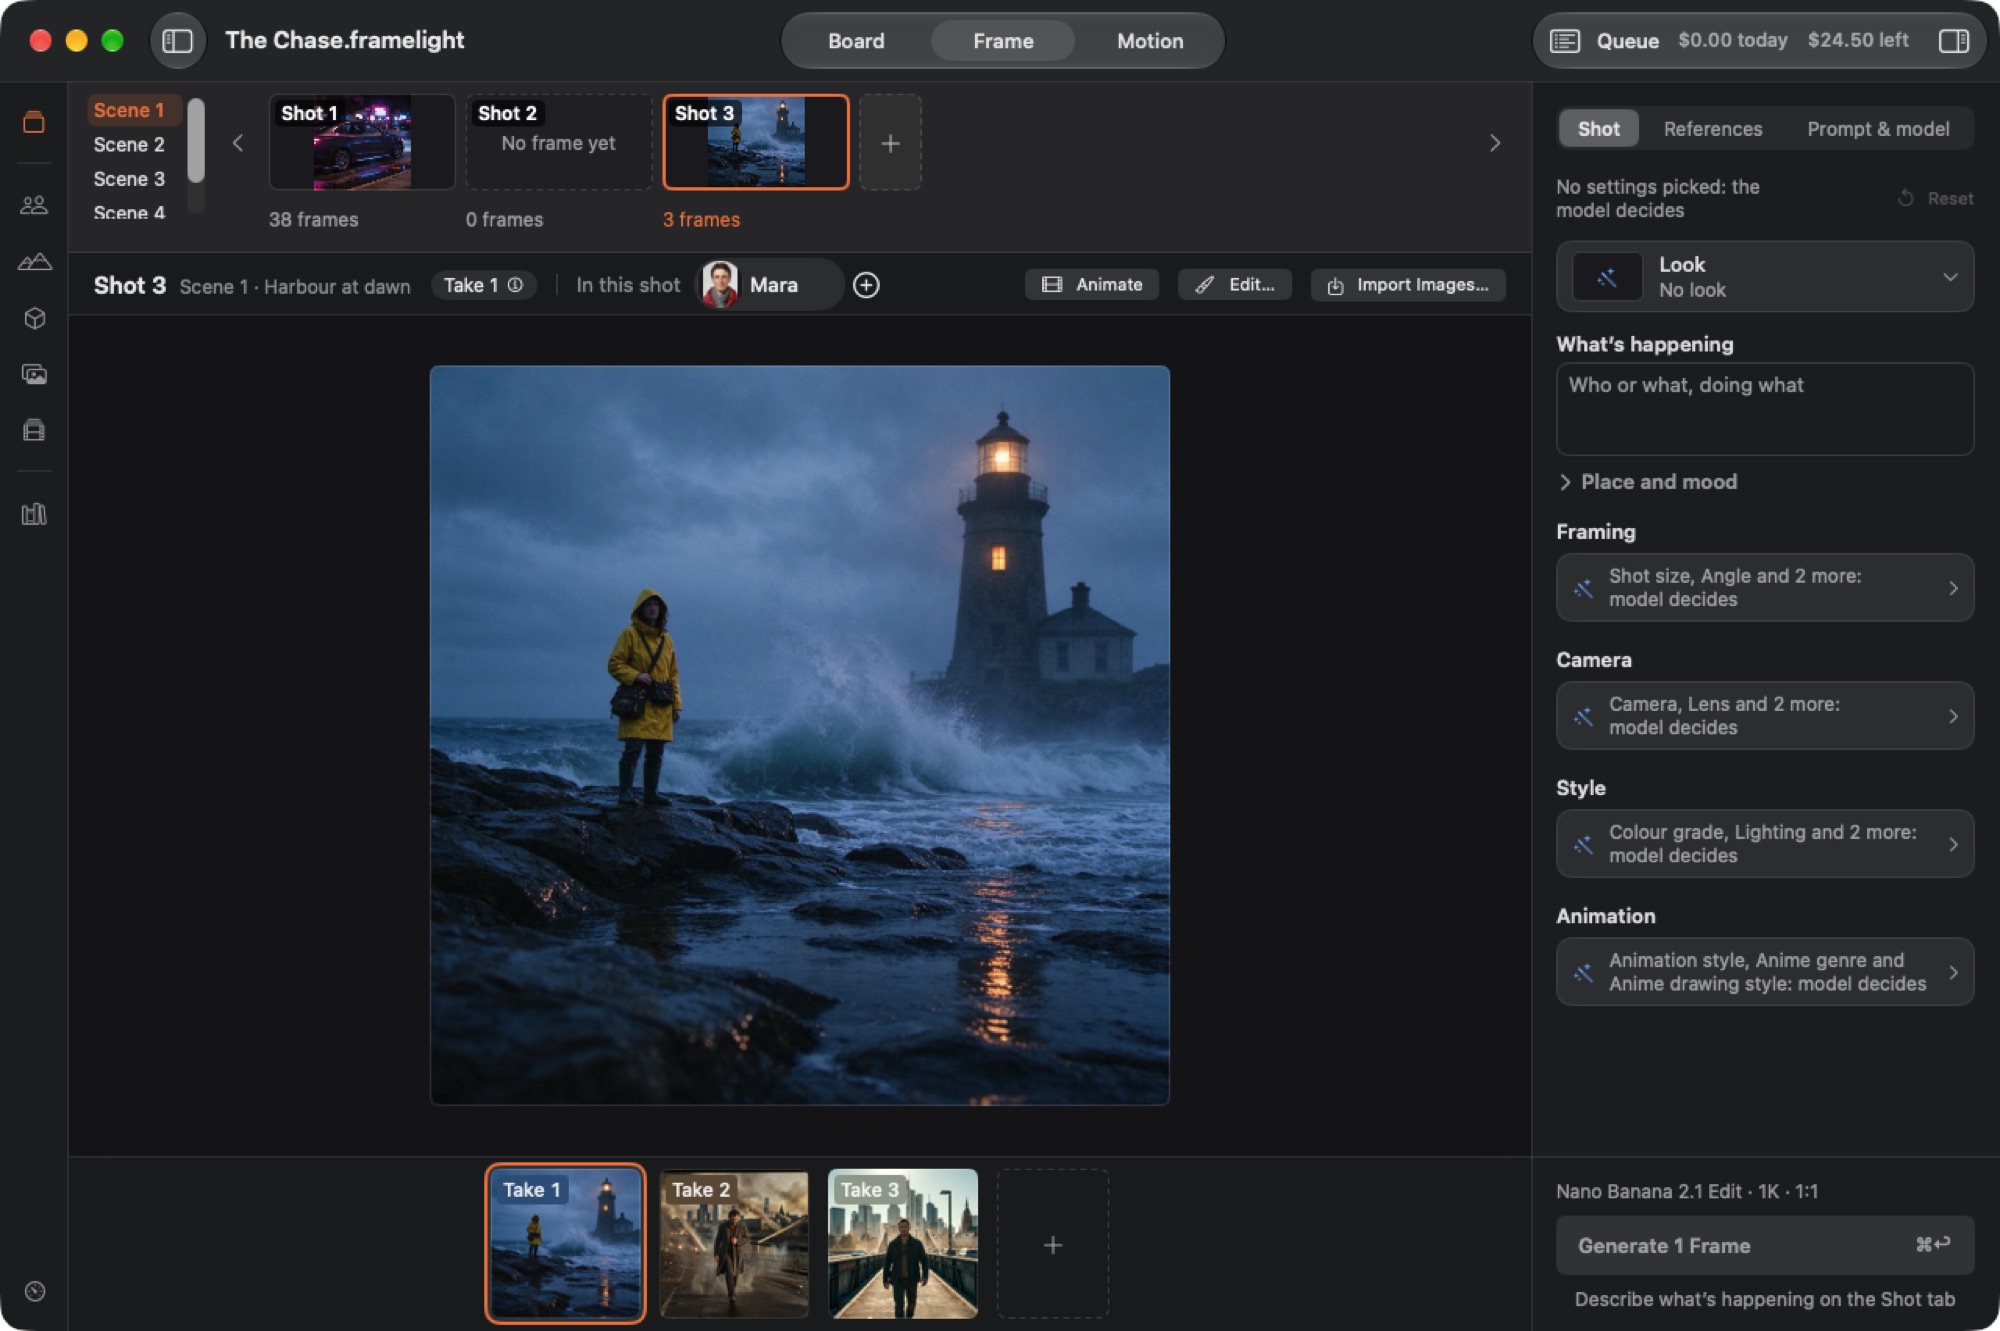 The Chase.framelight
Board
Frame
Motion
Queue
$0.00 today
$24.50 left
Scene 1
Scene 2
Scene 3
Scene 4
Shot 1
38 frames
Shot 2
No frame yet
0 frames
Shot 3
3 frames
Shot 3
Scene 1 · Harbour at dawn
Take 1
In this shot
Mara
Animate
Edit...
Import Images...
Take 1
Take 2
Take 3
Shot
References
Prompt & model
No settings picked: the
model decides
Reset
Look
No look
What’s happening
Who or what, doing what
Place and mood
Framing
Shot size, Angle and 2 more:
model decides
Camera
Camera, Lens and 2 more:
model decides
Style
Colour grade, Lighting and 2 more:
model decides
Animation
Animation style, Anime genre and
Anime drawing style: model decides
Nano Banana 2.1 Edit · 1K · 1:1
Generate 1 Frame ⌘↩
Describe what’s happening on the Shot tab